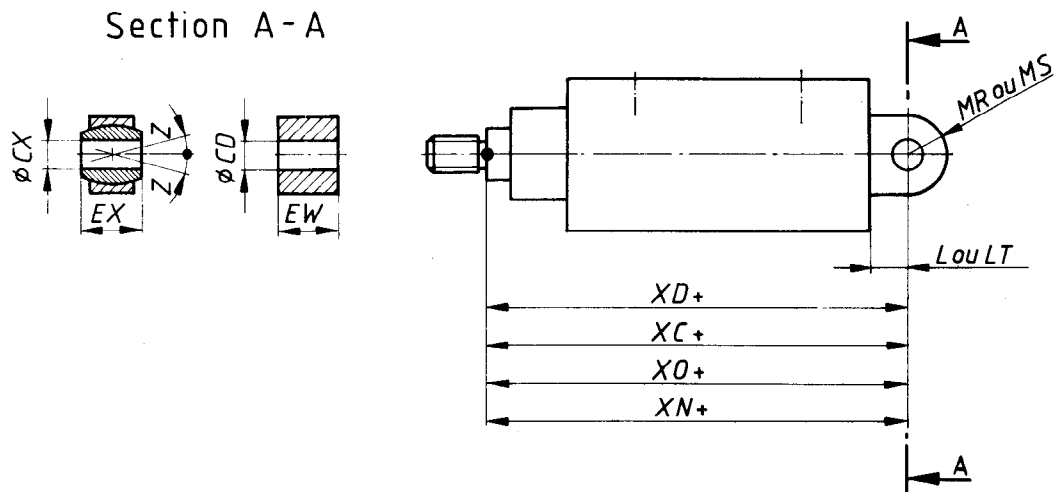 Section A-A
A
MR ou MS
Z
Z
øCX
øCD
EX
EW
L ou LT
XD+
XC+
XO+
XN+
A